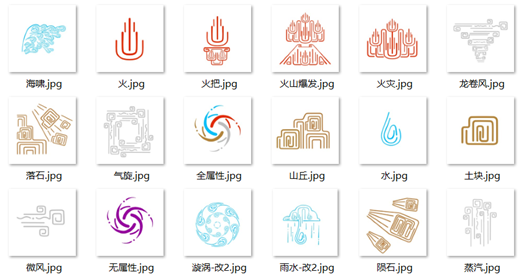 海啸.jpg
火.jpg
火把.jpg
火山爆发.jpg
火灾.jpg
龙卷风.jpg
落石.jpg
气旋.jpg
全属性.jpg
山丘.jpg
水.jpg
土块.jpg
微风.jpg
无属性.jpg
漩涡-改2.jpg
雨水-改2.jpg
陨石.jpg
蒸汽.jpg